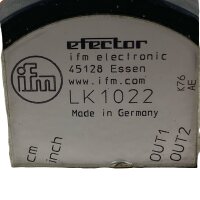 efector
ifm
ifm electronic
45128 Essen
www.ifm.com
LK1022
Made in Germany
K76
AE
cm
inch
OUT1
OUT2